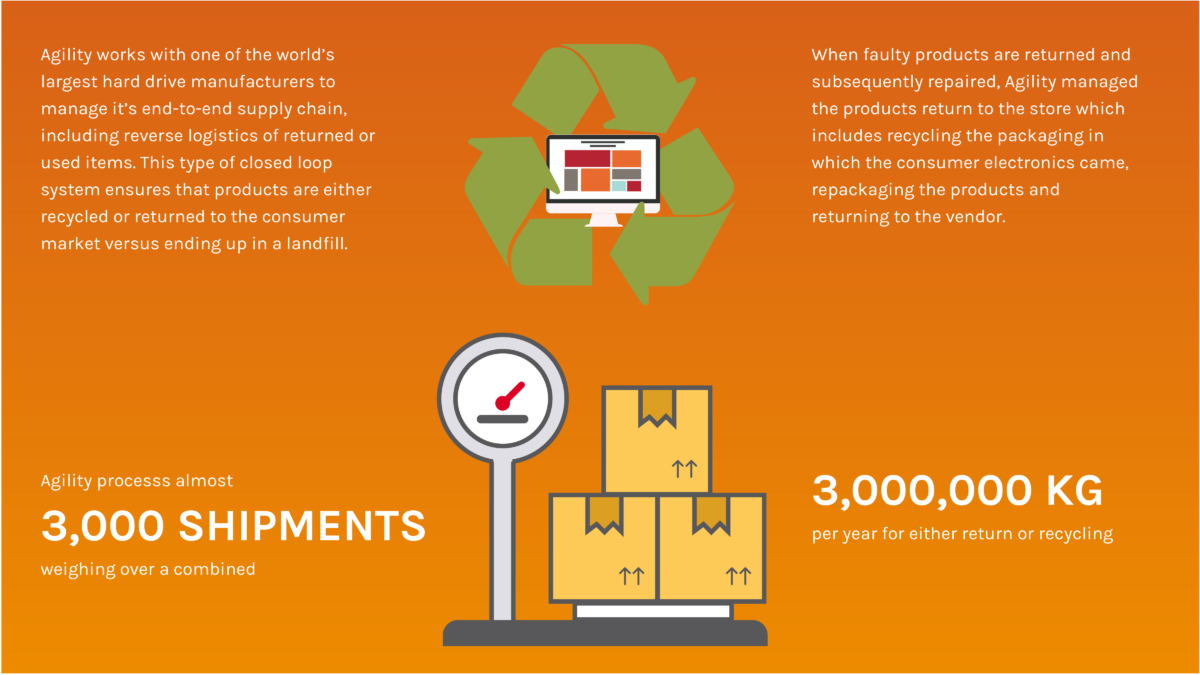 Agility works with one of the world's
largest hard drive manufacturers to
manage it's end-to-end supply chain,
including reverse logistics of returned or
used items. This type of closed loop
system ensures that products are either
recycled or returned to the consumer
market versus ending up in a landfill.
When faulty products are returned and
subsequently repaired, Agility managed
the products return to the store which
includes recycling the packaging in
which the consumer electronics came,
repackaging the products and
returning to the vendor.
Agility processs almost
3,000 SHIPMENTS
weighing over a combined
3,000,000 KG
per year for either return or recycling